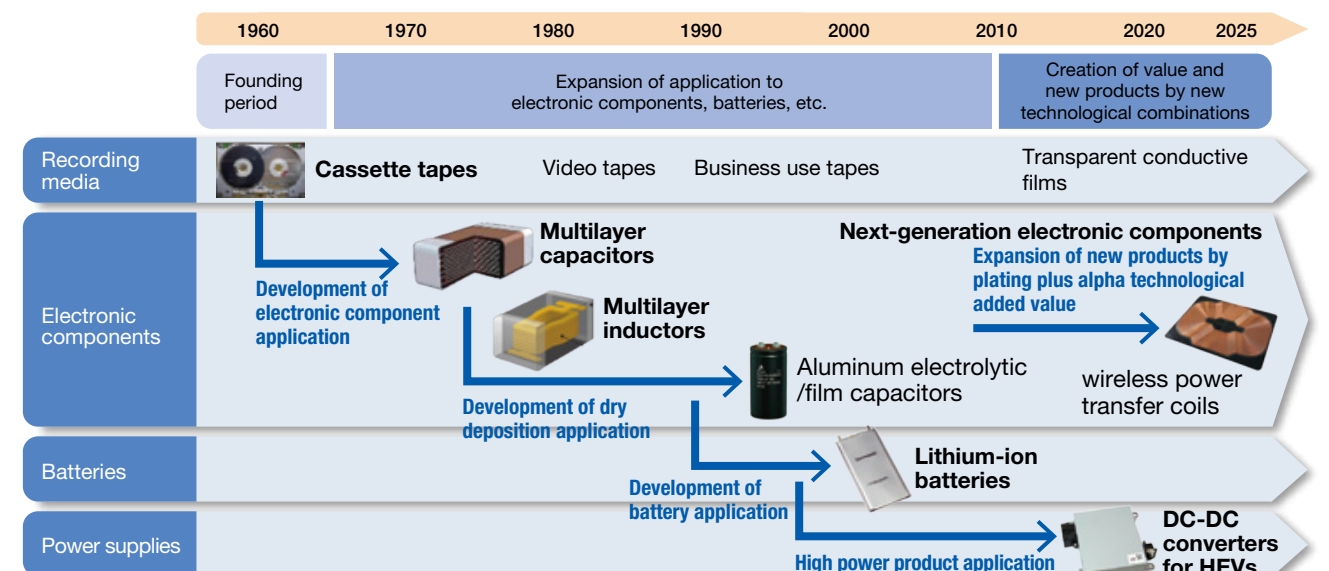 1960 1970 1980 1990 2000 2010 2020 2025
Founding
period
Expansion of application to
electronic components, batteries, etc.
Creation of value and
new products by new
technological combinations
Recording
media
Cassette tapes
Video tapes
Business use tapes
Transparent conductive
films
Electronic
components
Development of
electronic component
application
Multilayer
capacitors
Multilayer
inductors
Development of dry
deposition application
Aluminum electrolytic
/film capacitors
Next-generation electronic components
Expansion of new products by
plating plus alpha technological
added value
wireless power
transfer coils
Batteries
Development of
battery application
Lithium-ion
batteries
Power supplies
High power product application
DC-DC
converters
for HEVs